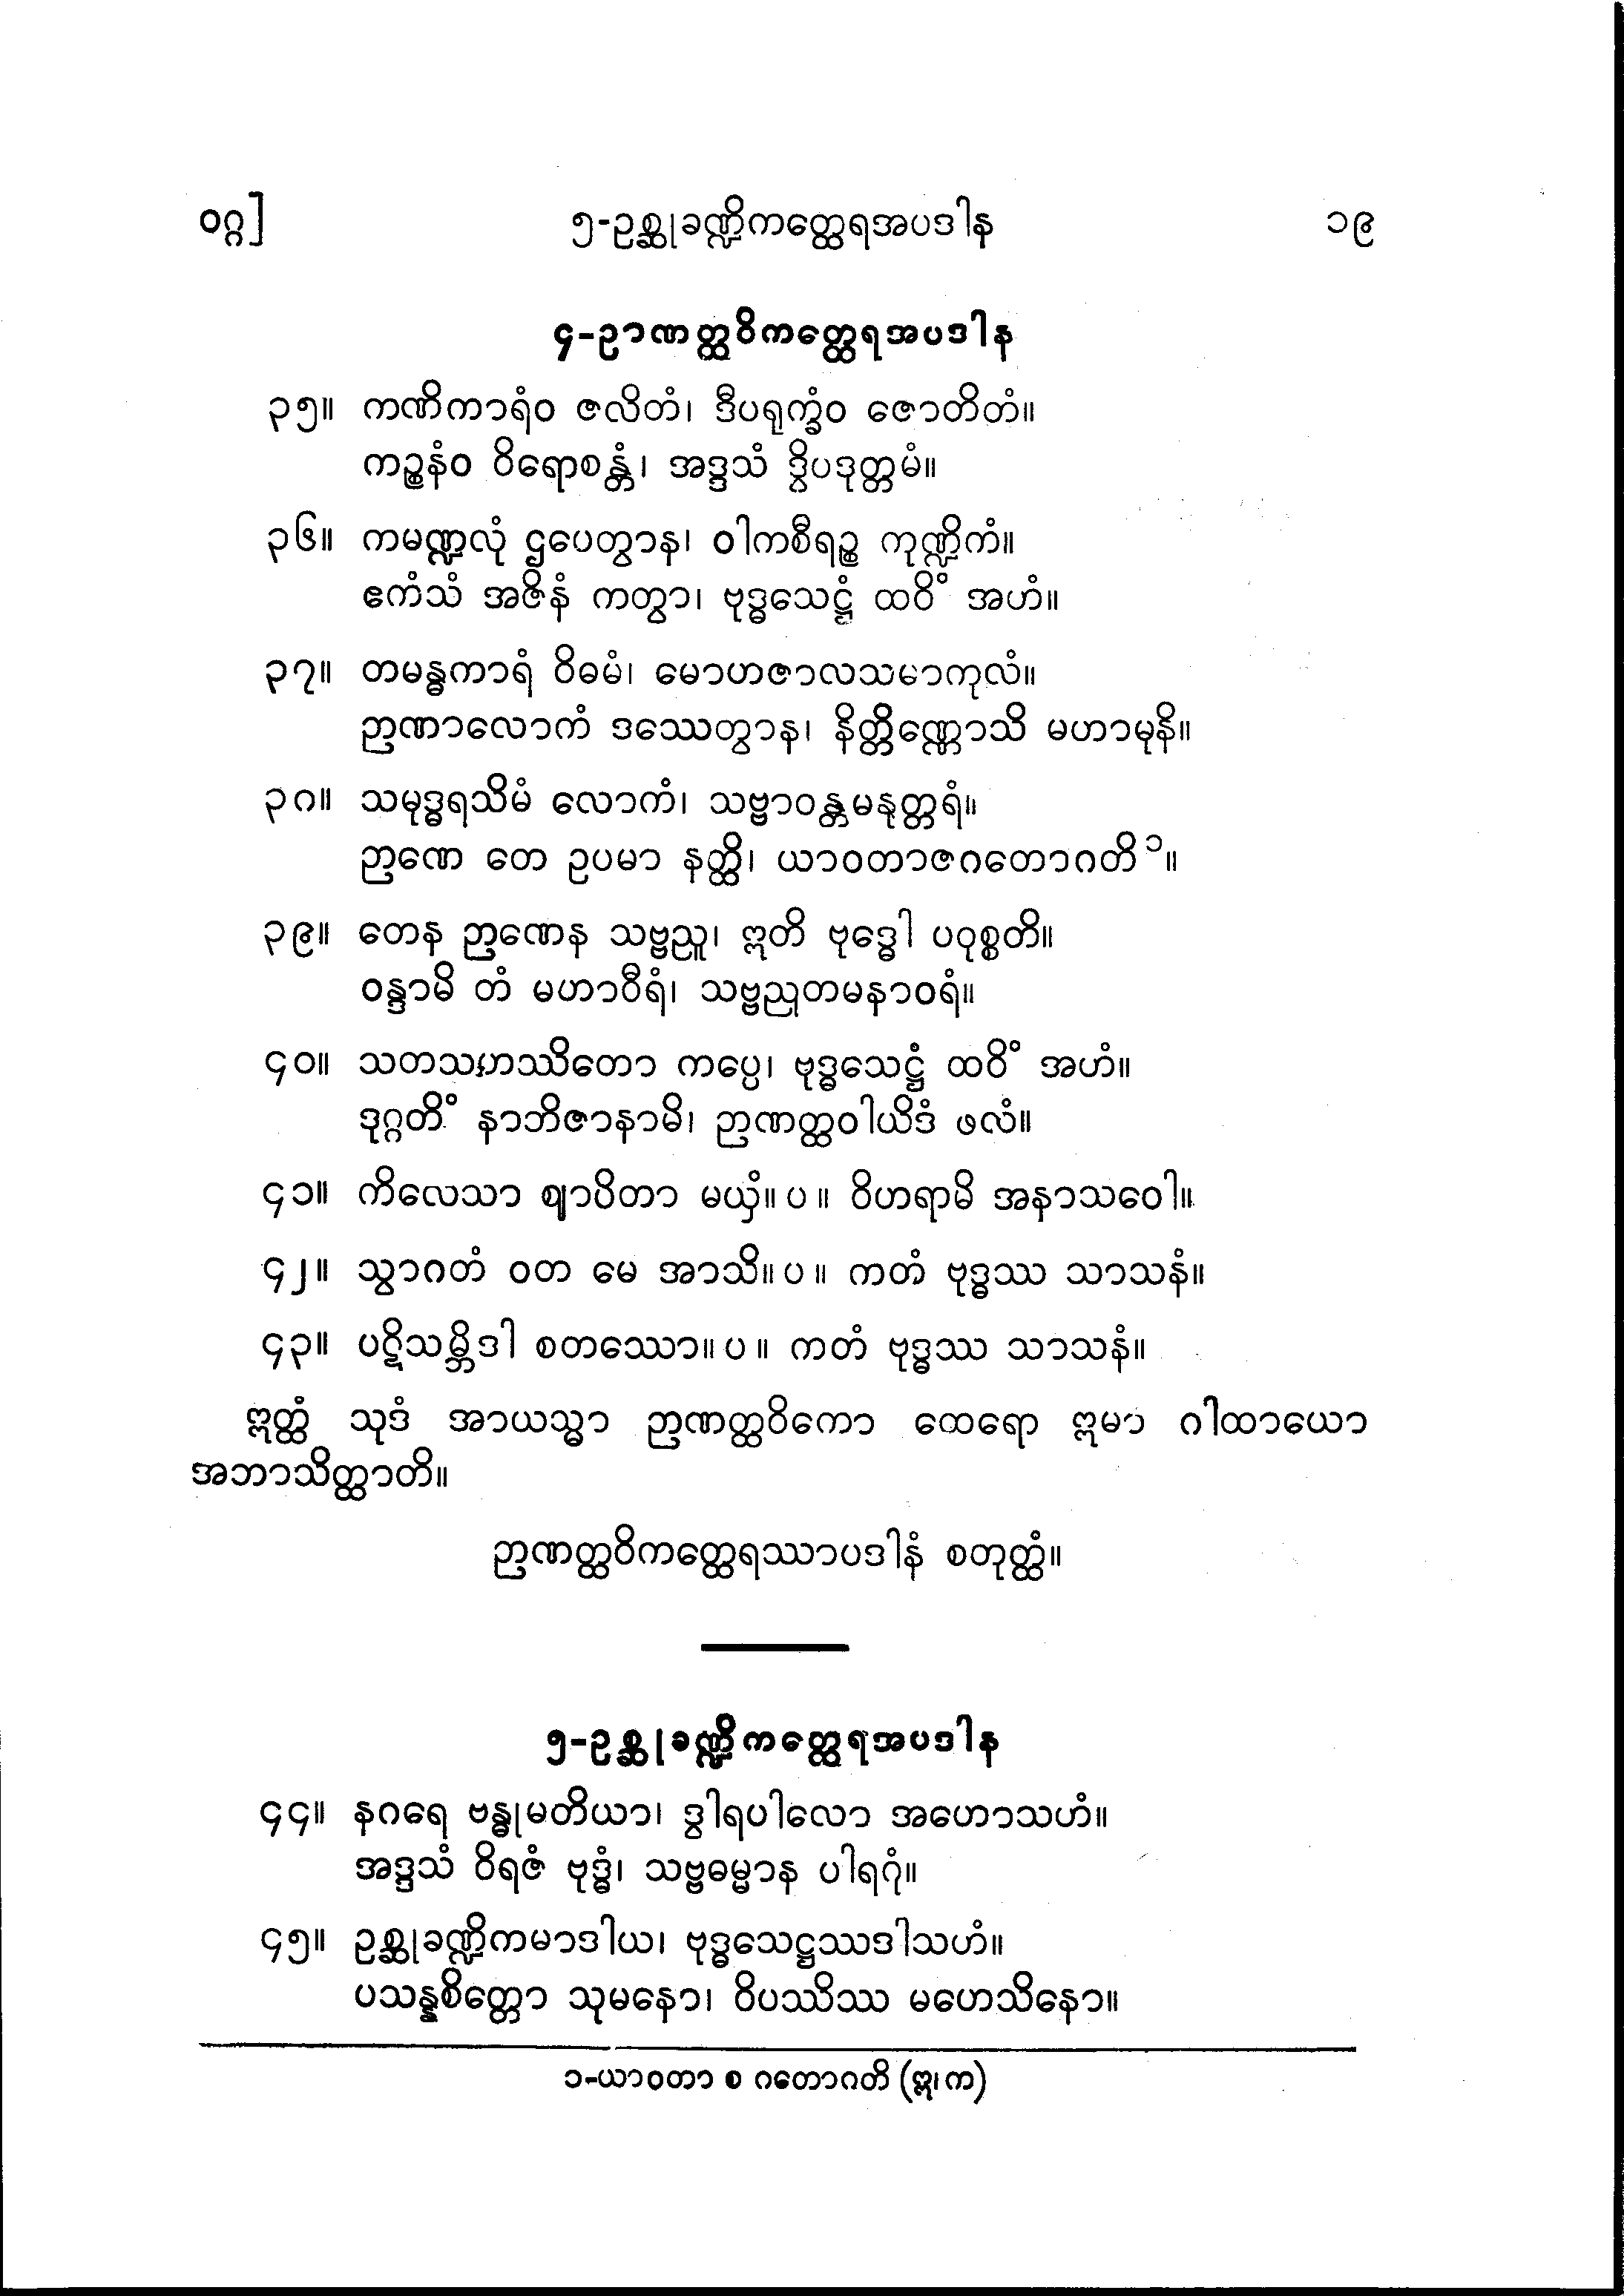 ဝဂ္ဂ] ၅-ဥစ္ဆုခဏ္ဍိကတ္ထေရအပဒါန ၁၉
၄-ဉာဏတ္ထဝိကတ္ထေရအပဒါန
၃၅။ ကဏိကာရံဝ ဇလိတံ၊ ဒီပရုက္ခံဝ ဇောတိတံ။
ကဉ္စနံဝ ဝိရောစန္တံ၊ အဒ္ဒသံ ဒွိပဒုတ္တမံ။
၃၆။ ကမဏ္ဍလုံ ဌပေတွာန၊ ဝါကစီရဉ္စ ကုဏ္ဍိကံ။
ဧကံသံ အဇိနံ ကတွာ၊ ဗုဒ္ဓသေဋ္ဌံ ထဝိံ အဟံ။
၃၇။ တမန္ဓကာရံ ဝိဓမံ၊ မောဟဇာလသမာကုလံ။
ဉာဏာလောကံ ဒဿေတွာန၊ နိတ္တိဏ္ဏောသိ မဟာမုနိ။
၃၈။ သမုဒ္ဓရသိမံ လောကံ၊ သဗ္ဗာဝန္တမနုတ္တရံ။
ဉာဏေ တေ ဥပမာ နတ္ထိ၊ ယာဝတာဇဂတောဂတိ ၁။
၃၉။ တေန ဉာဏေန သဗ္ဗညူ၊ ဣတိ ဗုဒ္ဓေါ ပဝုစ္စတိ။
ဝန္ဒာမိ တံ မဟာဝီရံ၊ သဗ္ဗညုတမနာဝရံ။
၄၀။ သတသဟဿိတော ကပ္ပေ၊ ဗုဒ္ဓသေဋ္ဌံ ထဝိံ အဟံ။
ဒုဂ္ဂတိံ နာဘိဇာနာမိ၊ ဉာဏတ္ထဝါယိဒံ ဖလံ။
၄၁။ ကိလေသာ ဈာပိတာ မယှံ။ ပ ။ ဝိဟရာမိ အနာသဝေါ။
၄၂။ သွာဂတံ ဝတ မေ အာသိ။ ပ ။ ကတံ ဗုဒ္ဓဿ သာသနံ။
၄၃။ ပဋိသမ္ဘိဒါ စတဿော။ ပ ။ ကတံ ဗုဒ္ဓဿ သာသနံ။
ဣတ္ထံ သုဒံ အာယသ္မာ ဉာဏတ္ထဝိကော ထေရော ဣမာ ဂါထာယော
အဘာသိတ္ထာတိ။
ဉာဏတ္ထဝိကတ္ထေရဿာပဒါနံ စတုတ္ထံ။
၅-ဥစ္ဆုခဏ္ဍိကတ္ထေရအပဒါန
၄၄။ နဂရေ ဗန္ဓုမတိယာ၊ ဒွါရပါလော အဟောသဟံ။
အဒ္ဒသံ ဝိရဇံ ဗုဒ္ဓံ၊ သဗ္ဗဓမ္မာန ပါရဂုံ။
၄၅။ ဥစ္ဆုခဏ္ဍိကမာဒါယ၊ ဗုဒ္ဓသေဋ္ဌဿဒါသဟံ။
ပသန္နစိတ္တော သုမနော၊ ဝိပဿိဿ မဟေသိနော။
၁-ယာဝတာ စ ဂတောဂတိ (ဣ၊က)